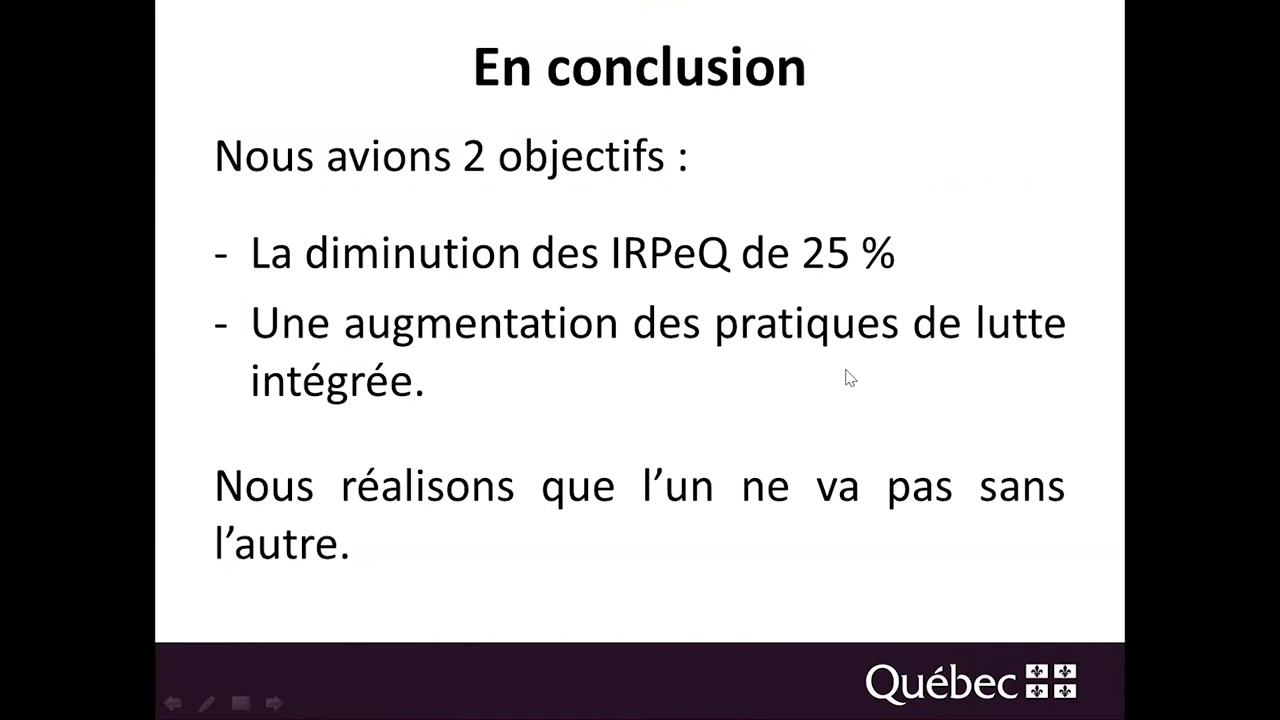 En conclusion
Nous avions 2 objectifs :
- La diminution des IRPeQ de 25 %
- Une augmentation des pratiques de lutte
intégrée.
Nous réalisons que l’un ne va pas sans
l’autre.
Québec